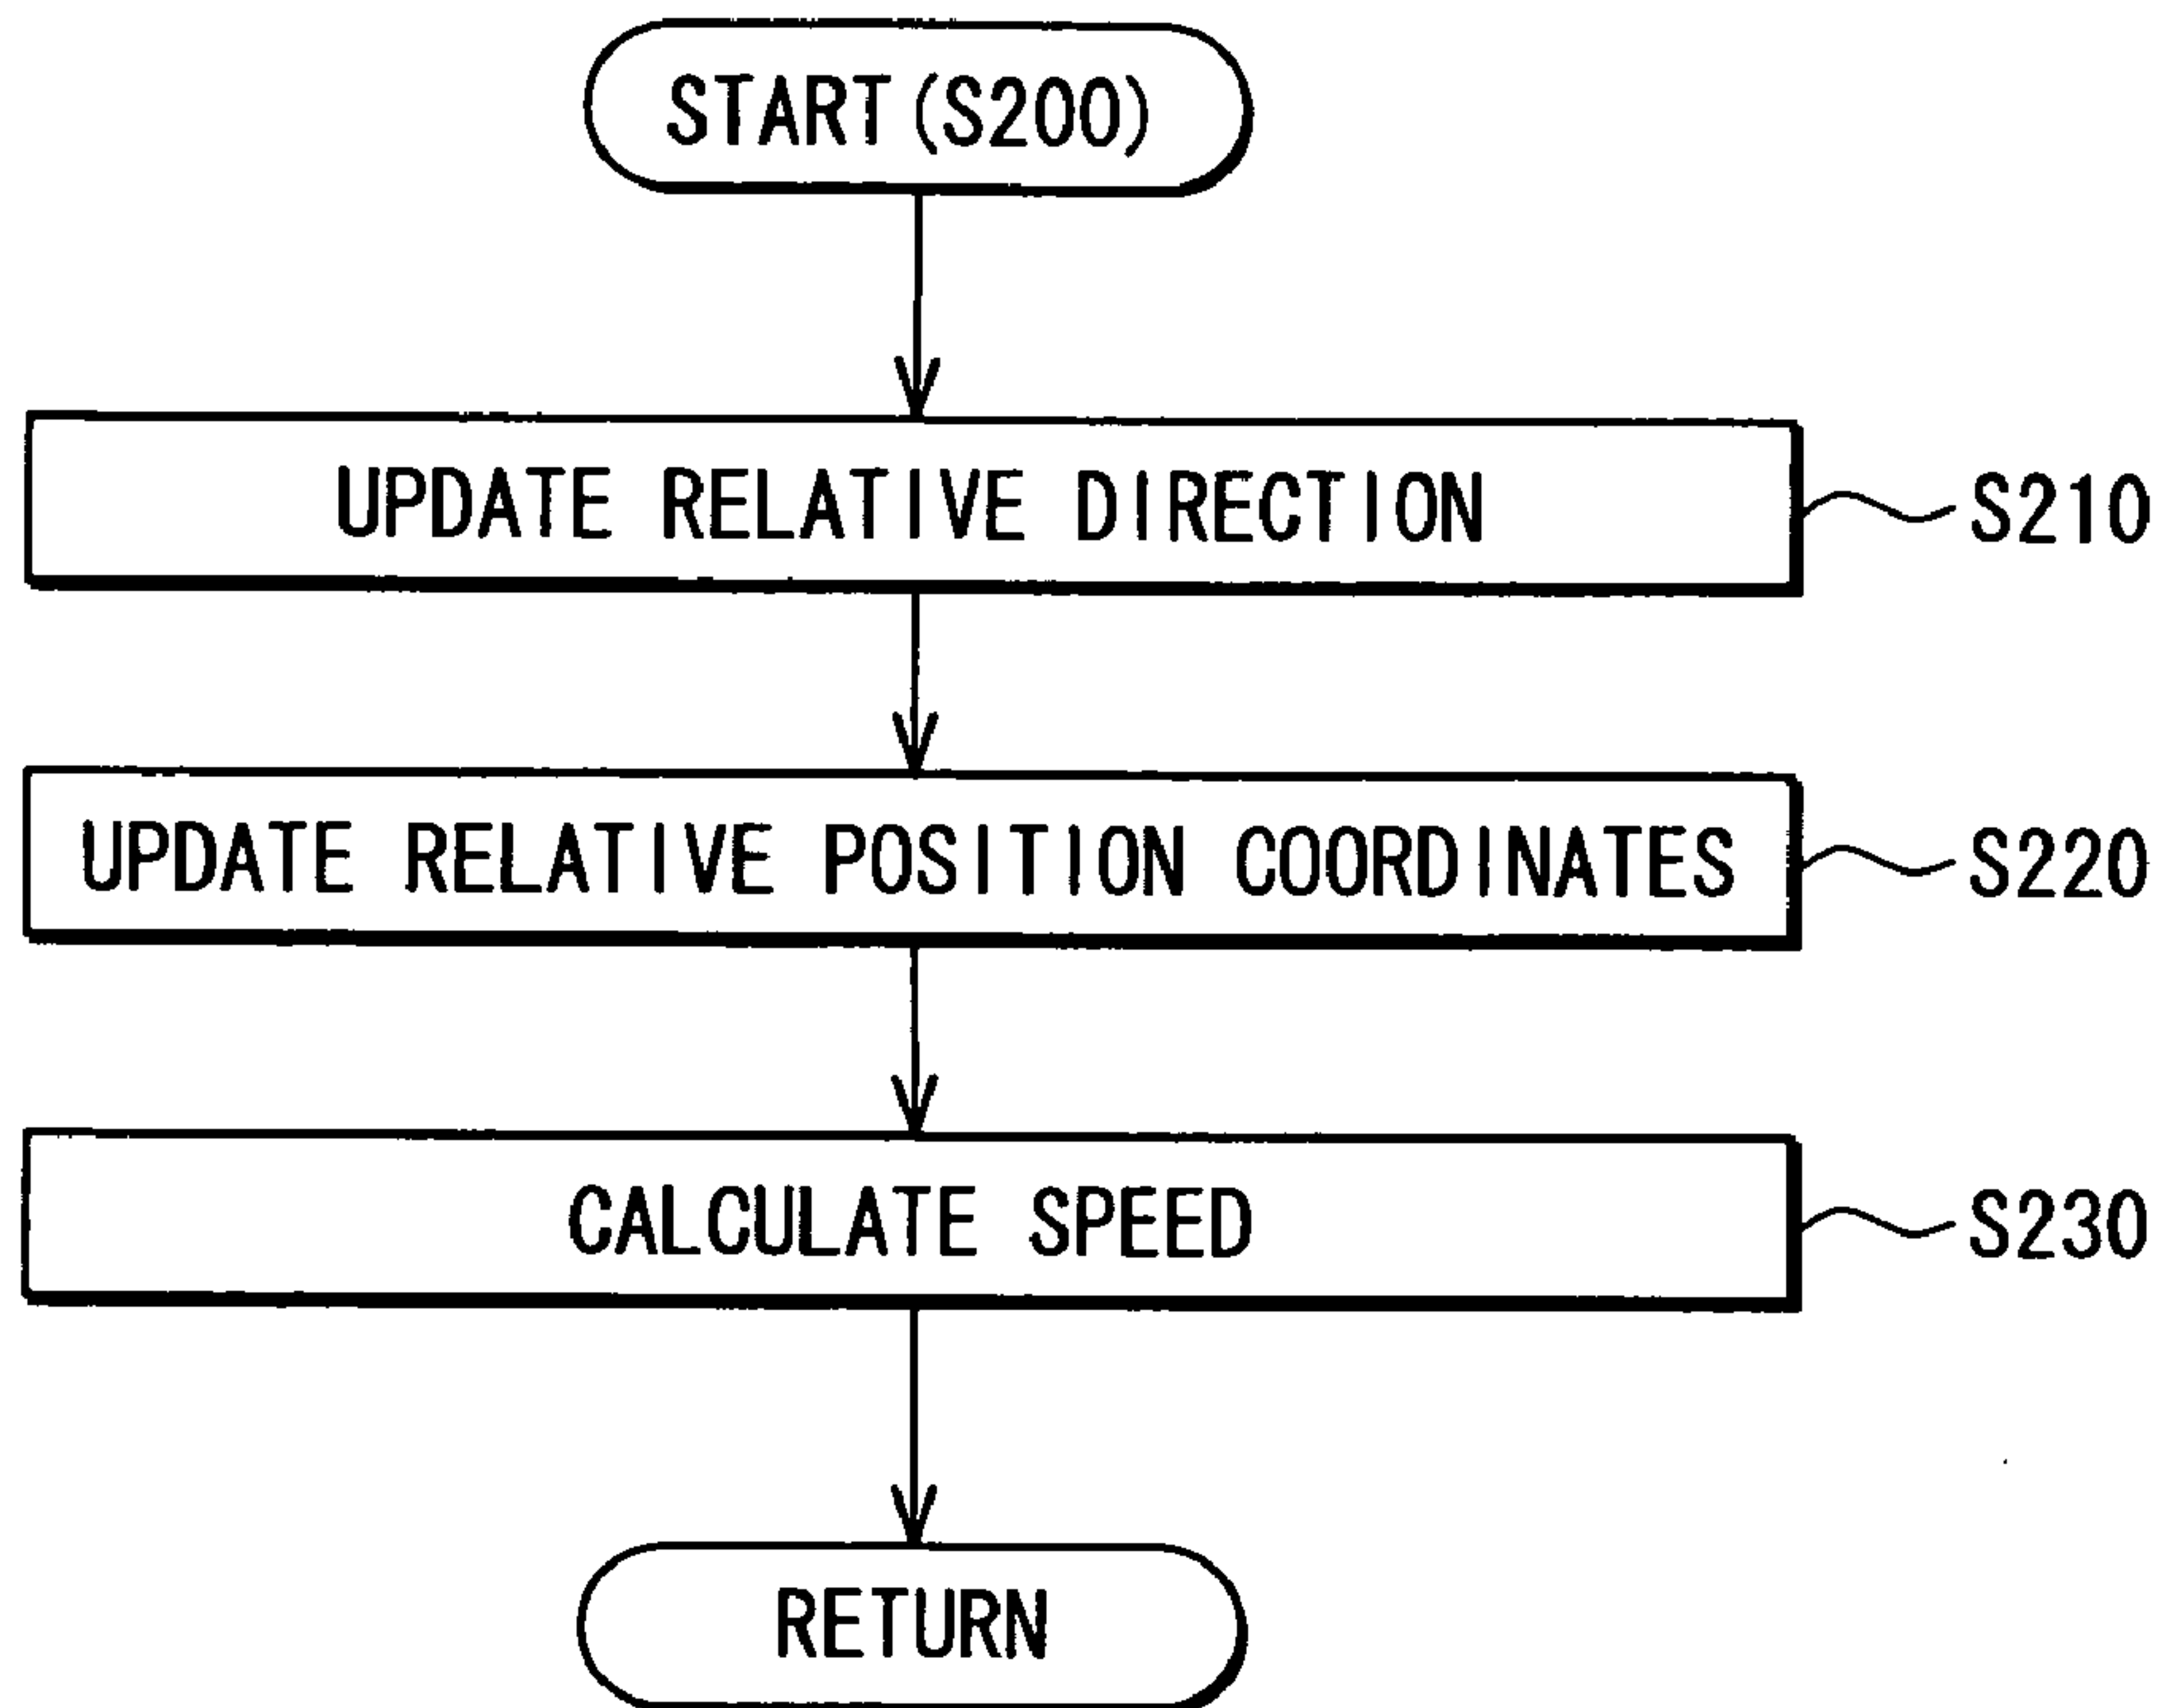 START(S200)
UPDATE RELATIVE DIRECTION S210
UPDATE RELATIVE POSITION COORDINATES S220
CALCULATE SPEED S230
RETURN